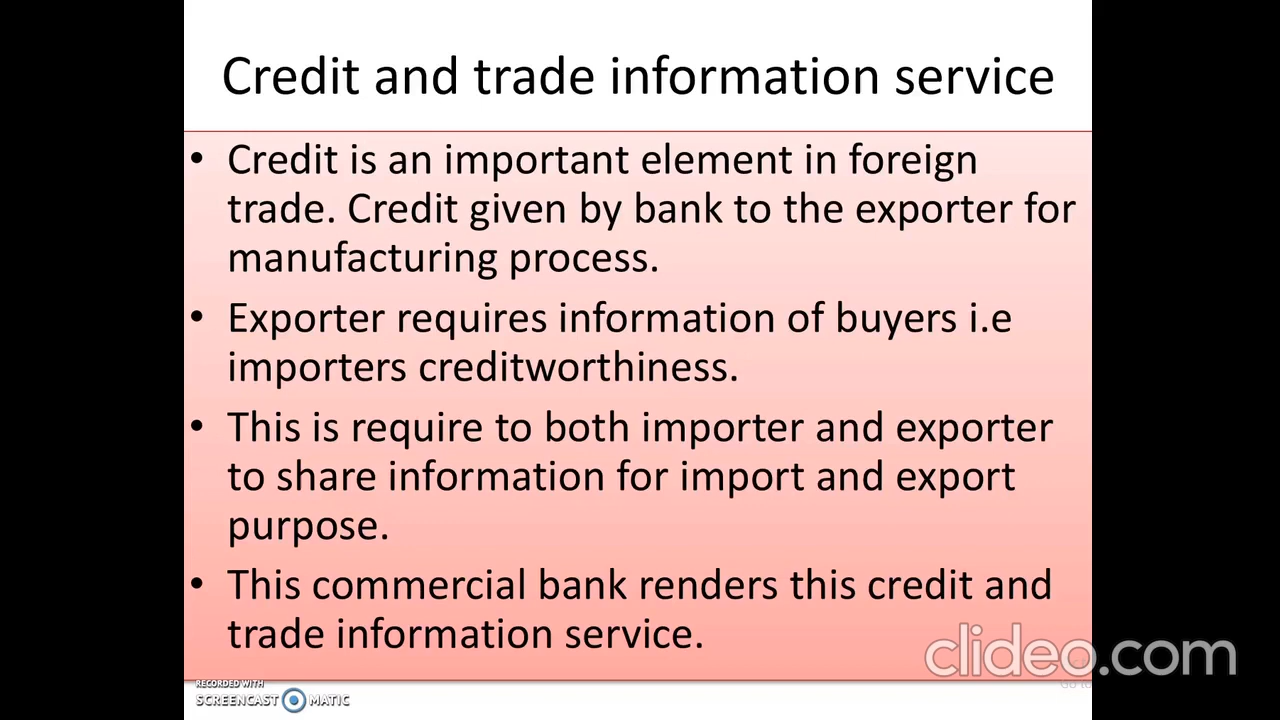 Credit and trade information service
• Credit is an important element in foreign
trade. Credit given by bank to the exporter for
manufacturing process.
• Exporter requires information of buyers i.e
importers creditworthiness.
• This is require to both importer and exporter
to share information for import and export
purpose.
• This commercial bank renders this credit and
trade information service.
clideo.com
RECORDED WITH
SCREENCAST MATIC